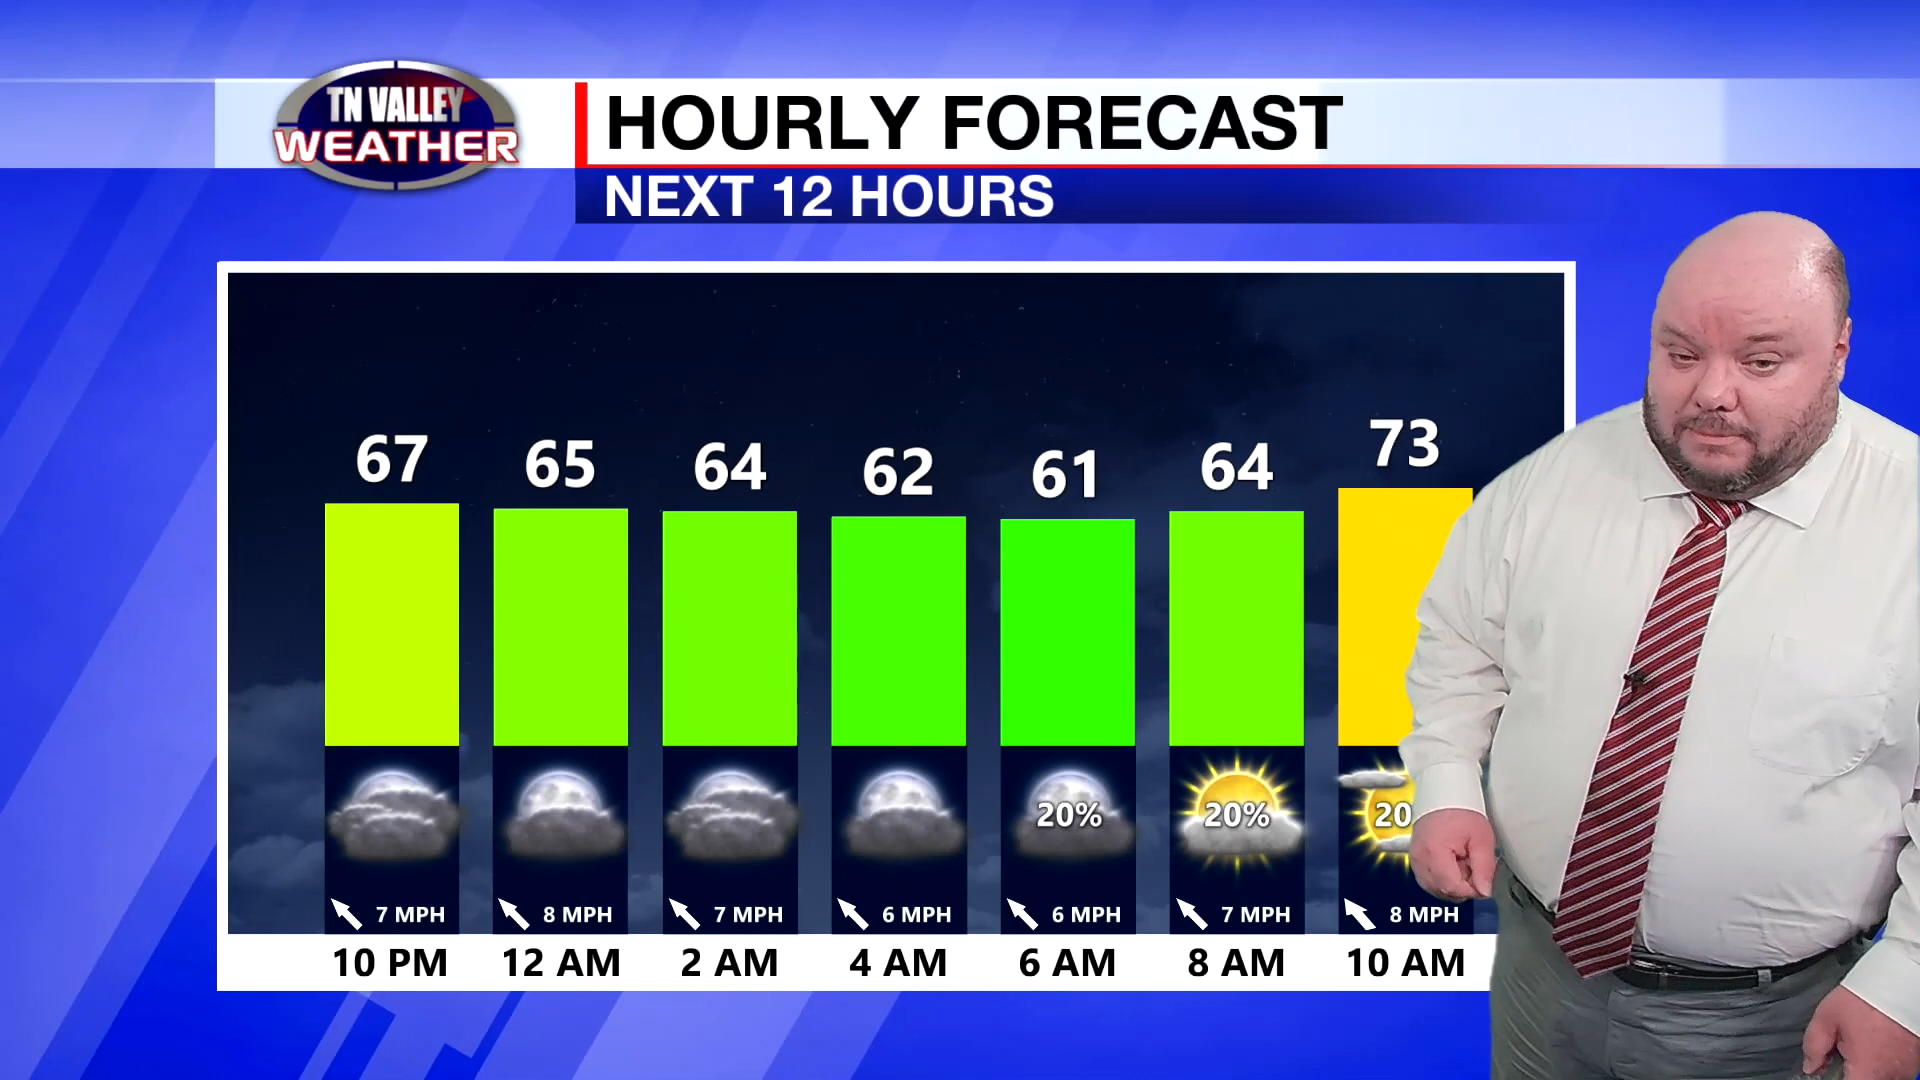 TN VALLEY
WEATHER
HOURLY FORECAST
NEXT 12 HOURS
67 65 64 62 61 64 73
20% 20% 20
7 MPH 8 MPH 7 MPH 6 MPH 6 MPH 7 MPH 8 MPH
10 PM 12 AM 2 AM 4 AM 6 AM 8 AM 10 AM